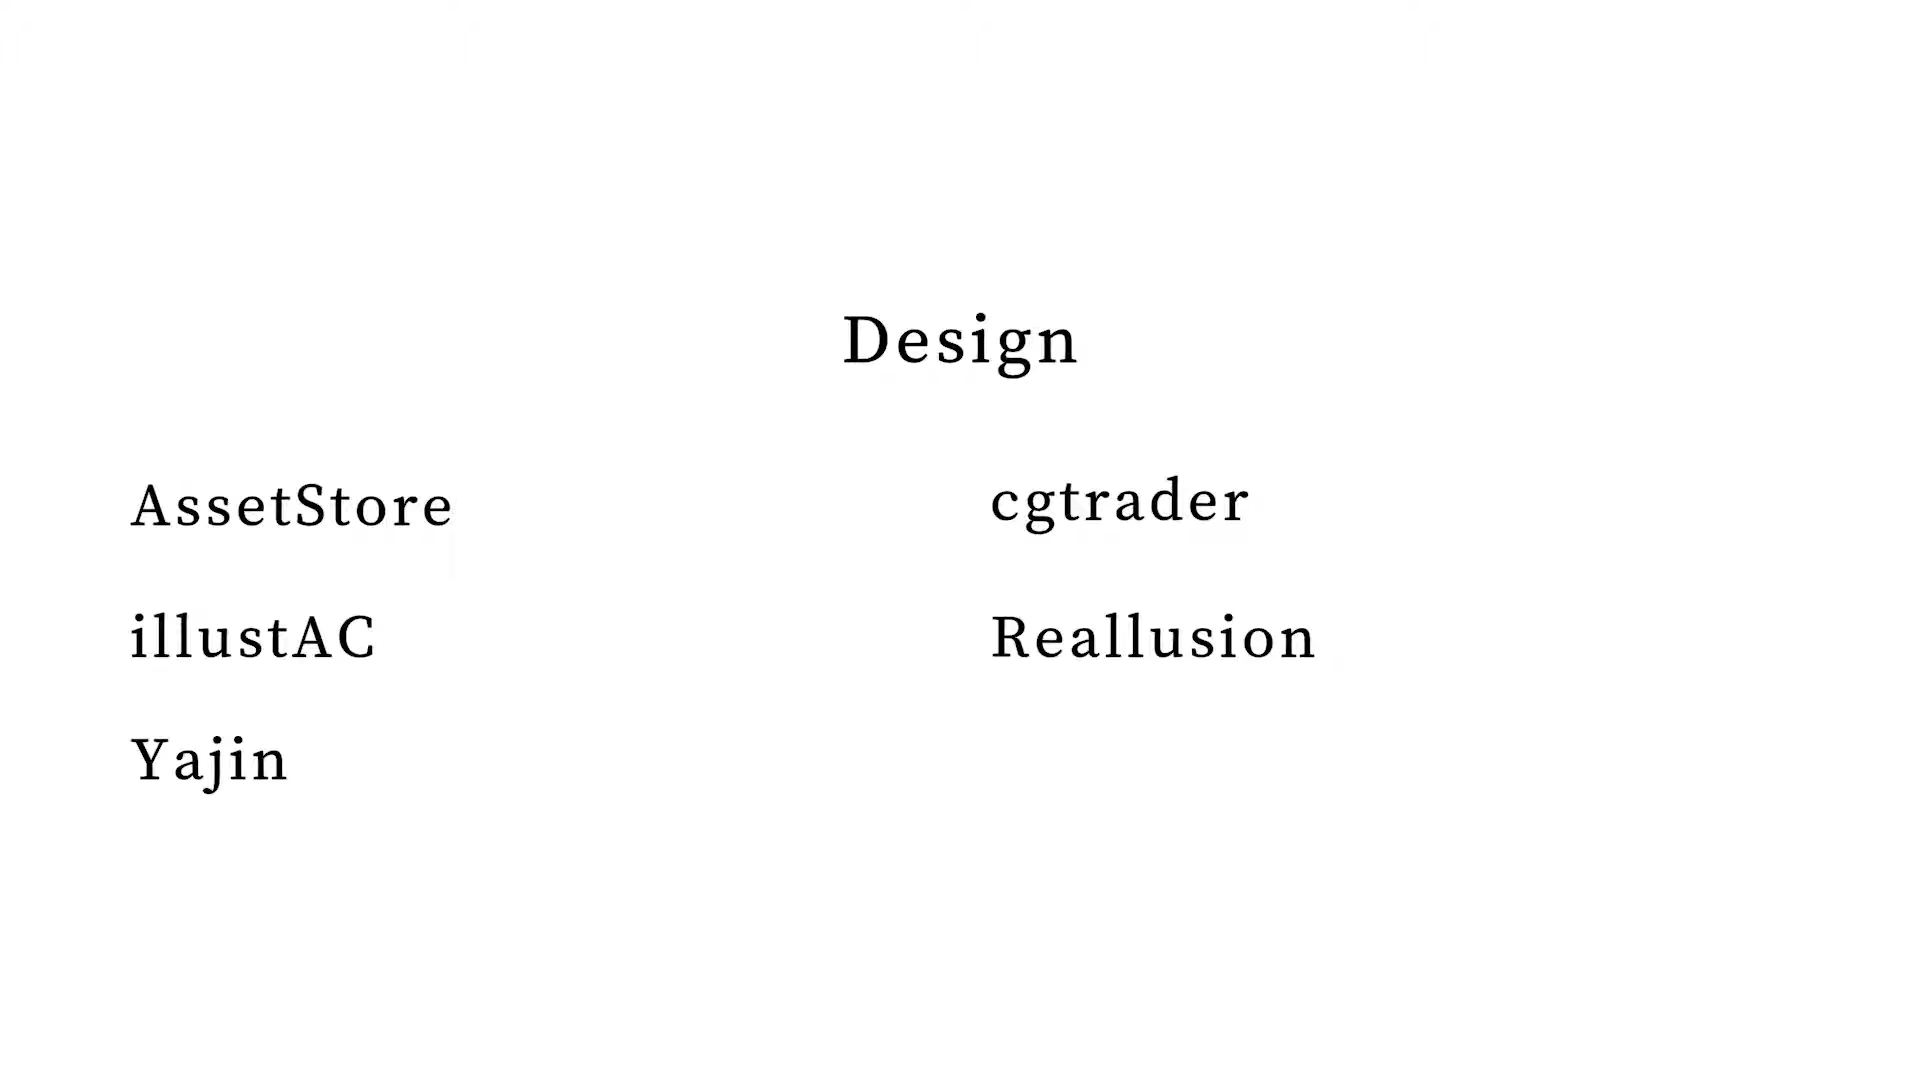 Design
AssetStore
cgtrader
illustAC
Reallusion
Yajin